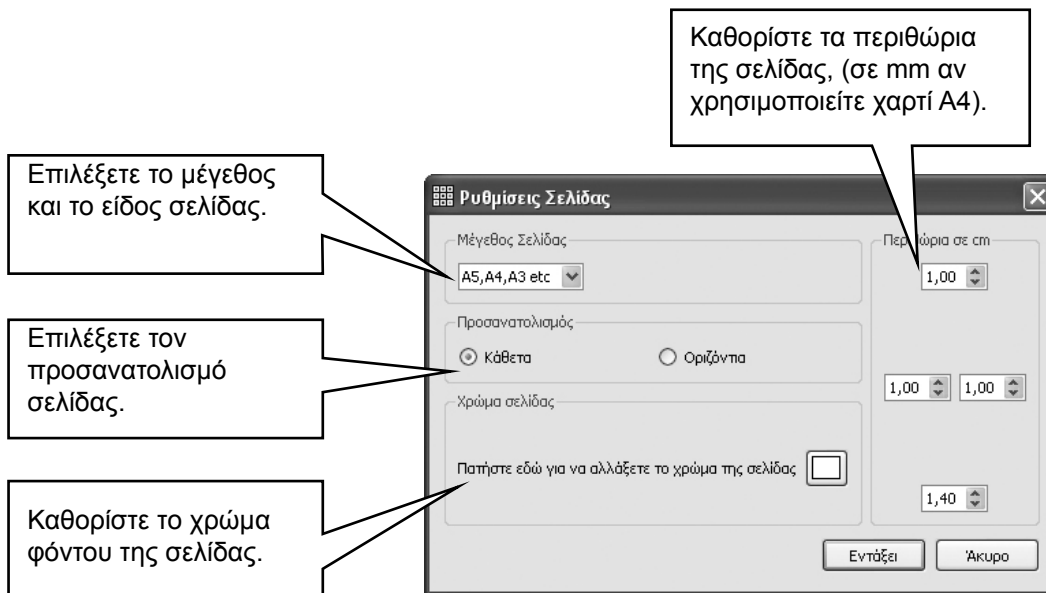 Καθορίστε τα περιθώρια
της σελίδας, (σε mm αν
χρησιμοποιείτε χαρτί A4).
Επιλέξετε το μέγεθος
και το είδος σελίδας.
Επιλέξετε τον
προσανατολισμό
σελίδας.
Καθορίστε το χρώμα
φόντου της σελίδας.
Ρυθμίσεις Σελίδας
Μέγεθος Σελίδας
A5,A4,A3 etc
Προσανατολισμός
Κάθετα
Οριζόντια
Χρώμα σελίδας
Πατήστε εδώ για να αλλάξετε το χρώμα της σελίδας
σε cm
1,00
1,00 1,00
1,40
Εντάξει
Άκυρο